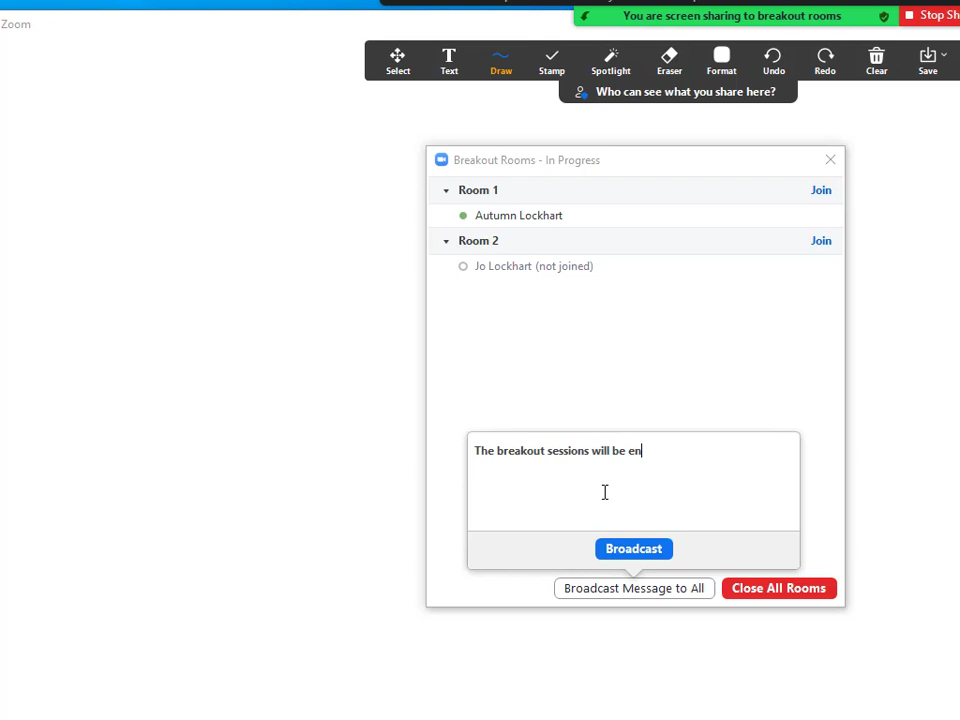 Zoom
You are screen sharing to breakout rooms
Stop Sh
Select
Text
Draw
Stamp
Spotlight
Eraser
Format
Undo
Redo
Clear
Save
Who can see what you share here?
Breakout Rooms - In Progress
Room 1
Join
Autumn Lockhart
Room 2
Join
Jo Lockhart (not joined)
The breakout sessions will be en
Broadcast
Broadcast Message to All
Close All Rooms